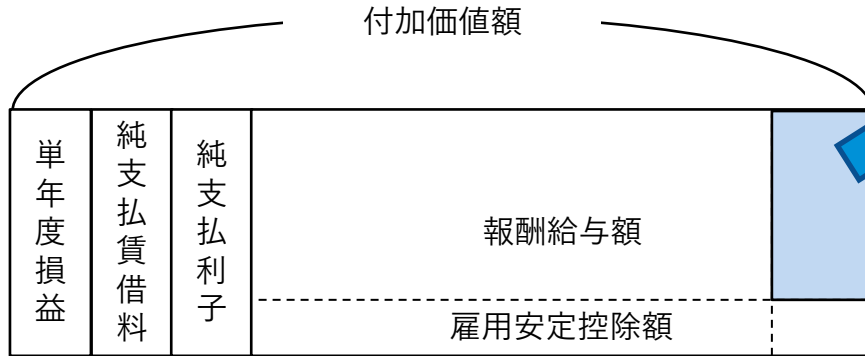 付加価値額
単年度損益
純支払賃借料
純支払利子
報酬給与額
雇用安定控除額